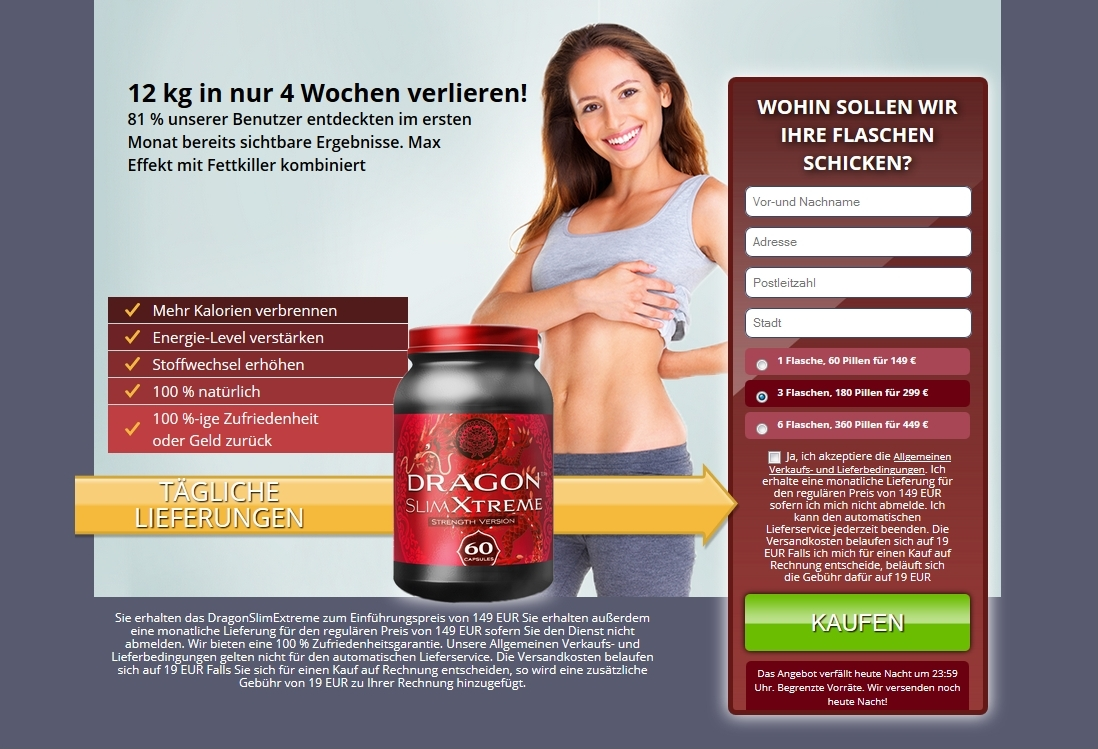 12 kg in nur 4 Wochen verlieren!
81 % unserer Benutzer entdeckten im ersten
Monat bereits sichtbare Ergebnisse. Max
Effekt mit Fettkiller kombiniert
Mehr Kalorien verbrennen
Energie-Level verstärken
Stoffwechsel erhöhen
100 % natürlich
100 %-ige Zufriedenheit
oder Geld zurück
TÄGLICHE
LIEFERUNGEN
DRAGON
SLIMXTREME
STRENGTH VERSION
60
CAPSULES
Sie erhalten das DragonSlimExtreme zum Einführungspreis von 149 EUR Sie erhalten außerdem
eine monatliche Lieferung für den regulären Preis von 149 EUR sofern Sie den Dienst nicht
abmelden. Wir bieten eine 100 % Zufriedenheitsgarantie. Unsere Allgemeinen Verkaufs- und
Lieferbedingungen gelten nicht für den automatischen Lieferservice. Die Versandkosten belaufen
sich auf 19 EUR Falls Sie sich für einen Kauf auf Rechnung entscheiden, so wird eine zusätzliche
Gebühr von 19 EUR zu Ihrer Rechnung hinzugefügt.
WOHIN SOLLEN WIR
IHRE FLASCHEN
SCHICKEN?
Vor-und Nachname
Adresse
Postleitzahl
Stadt
1 Flasche, 60 Pillen für 149 €
3 Flaschen, 180 Pillen für 299 €
6 Flaschen, 360 Pillen für 449 €
Ja, ich akzeptiere die Allgemeinen
Verkaufs- und Lieferbedingungen. Ich
erhalte eine monatliche Lieferung für
den regulären Preis von 149 EUR
sofern ich mich nicht abmelde. Ich
kann den automatischen
Lieferservice jederzeit beenden. Die
Versandkosten belaufen sich auf 19
EUR Falls ich mich für einen Kauf auf
Rechnung entscheide, beläuft sich
die Gebühr dafür auf 19 EUR
KAUFEN
Das Angebot verfällt heute Nacht um 23:59
Uhr. Begrenzte Vorräte. Wir versenden noch
heute Nacht!